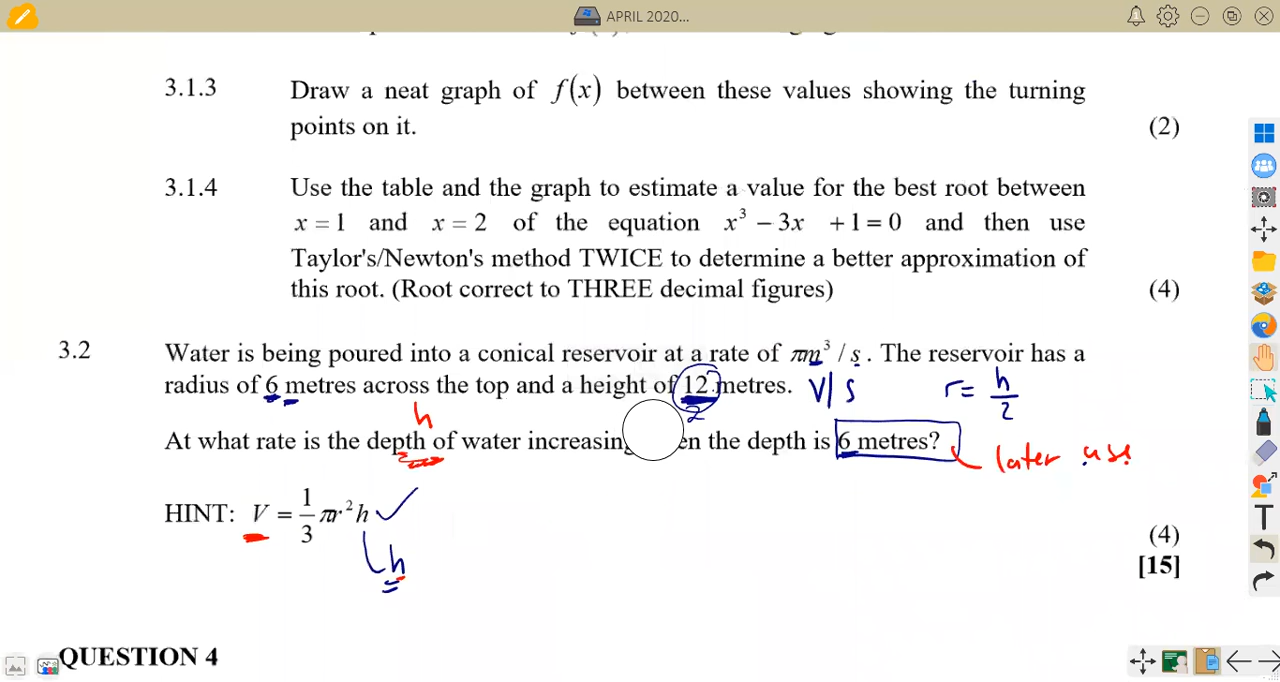 APRIL 2020...
3.1.3 Draw a neat graph of f(x) between these values showing the turning
points on it. (2)
3.1.4 Use the table and the graph to estimate a value for the best root between
x = 1 and x = 2 of the equation x³ − 3x + 1 = 0 and then use
Taylor's/Newton's method TWICE to determine a better approximation of
this root. (Root correct to THREE decimal figures) (4)
3.2 Water is being poured into a conical reservoir at a rate of πm³ / s. The reservoir has a
radius of 6 metres across the top and a height of 12 metres. V/s r = h/2
2
h
At what rate is the depth of water increasing en the depth is 6 metres? later use
HINT: V = 1/3 πr²h
h
(4)
[15]
QUESTION 4
T